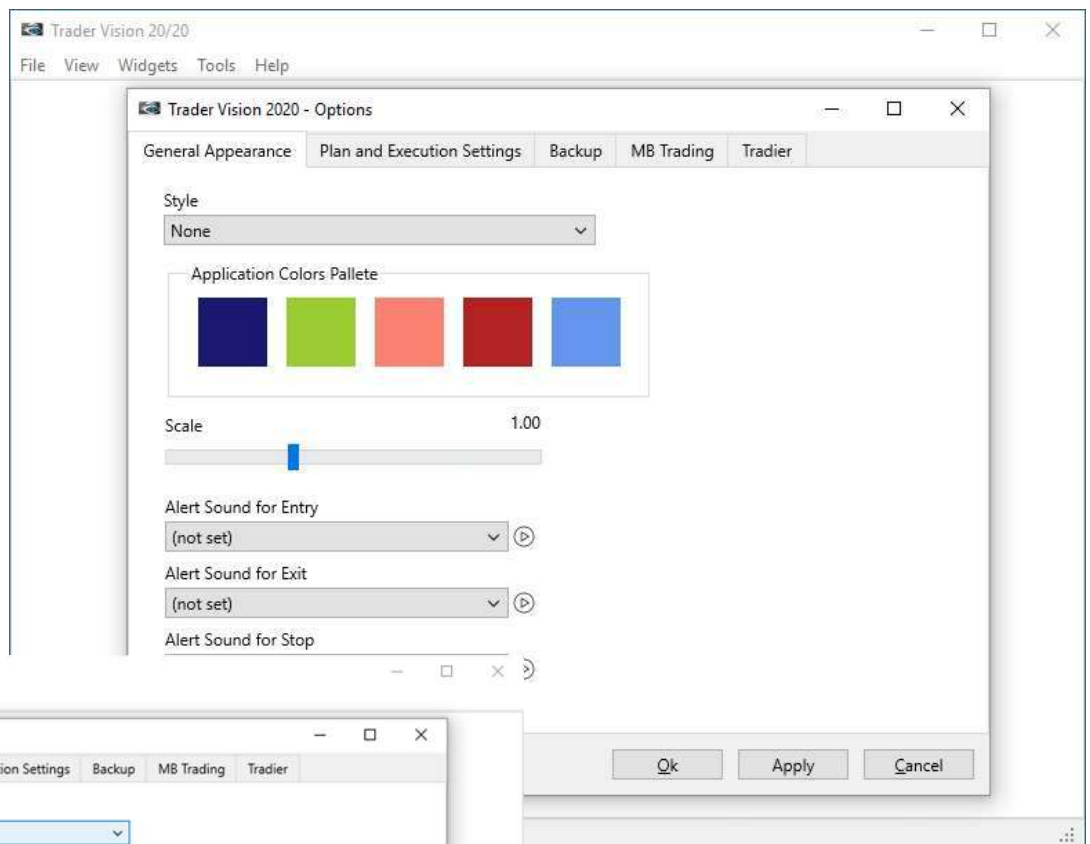 Trader Vision 20/20
File View Widgets Tools Help
Trader Vision 2020 - Options
General Appearance Plan and Execution Settings Backup MB Trading Tradier
Style
None
Application Colors Pallete
Scale 1.00
Alert Sound for Entry
(not set)
Alert Sound for Exit
(not set)
Alert Sound for Stop
Ok Apply Cancel
Settings Backup MB Trading Tradier